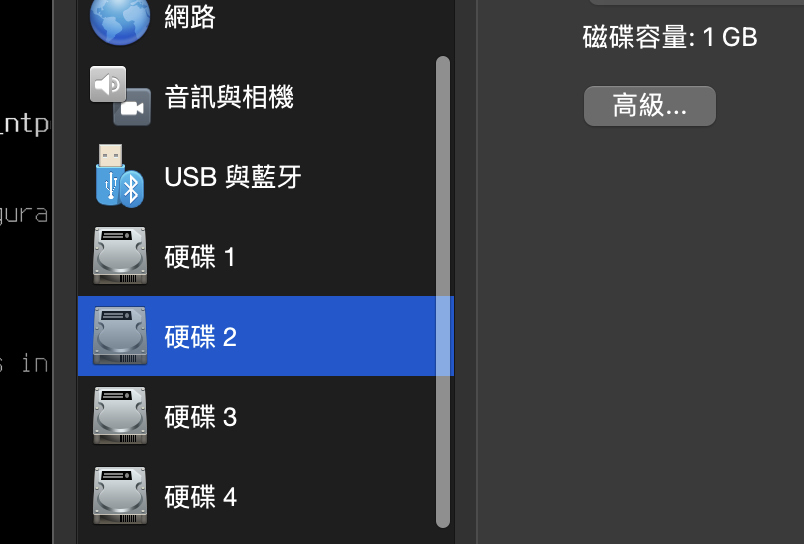 網路
音訊與相機
USB 與藍牙
硬碟 1
硬碟 2
硬碟 3
硬碟 4
磁碟容量: 1 GB
高級...
_ntp
gura
s in